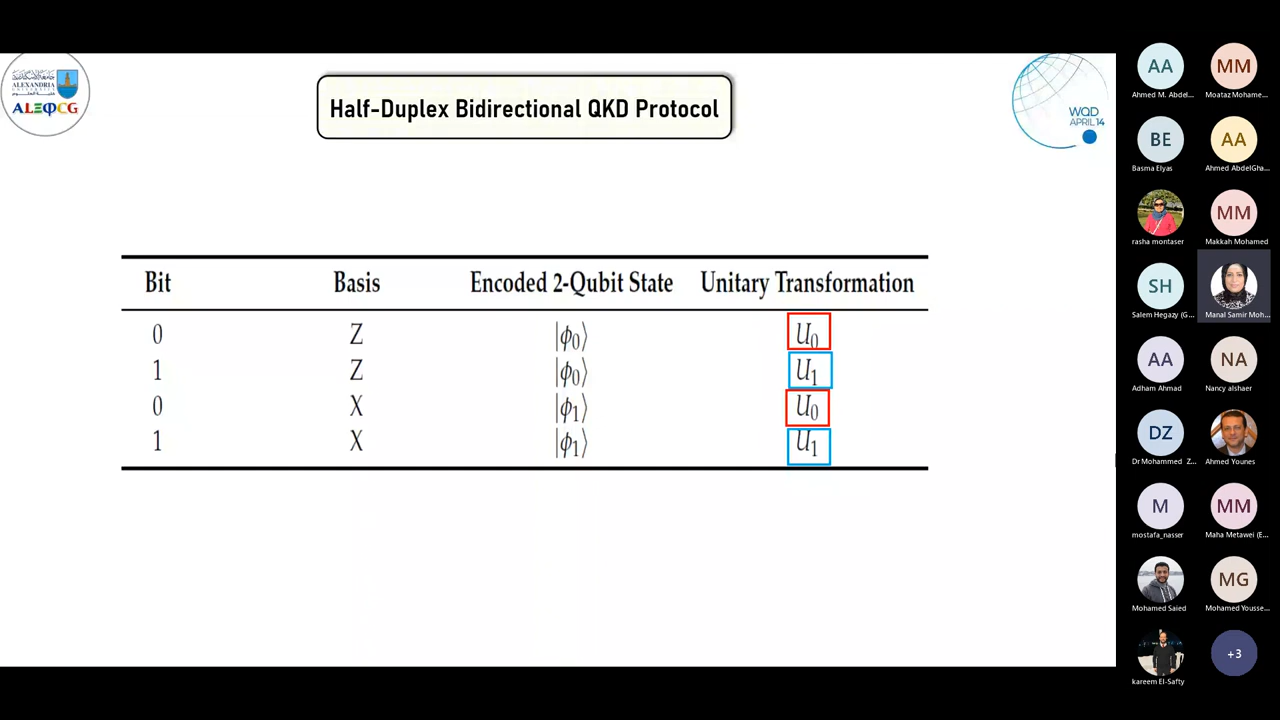 ALEXANDRIA
UNIVERSITY
Half-Duplex Bidirectional QKD Protocol
WQD
APRIL 14
Bit Basis Encoded 2-Qubit State Unitary Transformation
0 Z |ϕ₀⟩ U₀
1 Z |ϕ₀⟩ U₁
0 X |ϕ₁⟩ U₀
1 X |ϕ₁⟩ U₁
AA MM
Ahmed M. Abdel... Moataz Mohame...
BE AA
Basma Elyas Ahmed AbdelGha...
MM
rasha montaser Makkah Mohamed
SH
Salem Hegazy (G... Manal Samir Moh...
AA NA
Adham Ahmad Nancy alshaer
DZ
Dr Mohammed Z... Ahmed Younes
M MM
mostafa_nasser Maha Metawei (E...
MG
Mohamed Saied Mohamed Yousse...
+3
kareem El-Safty